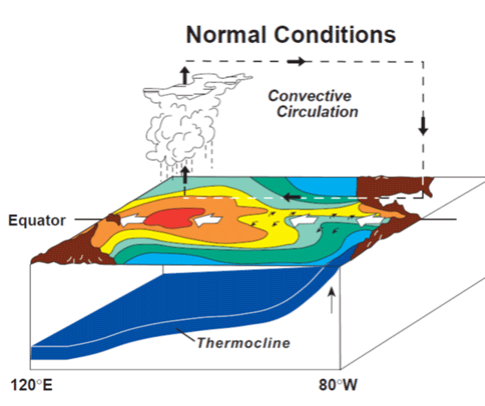 Normal Conditions
Convective
Circulation
Equator
Thermocline
120°E
80°W